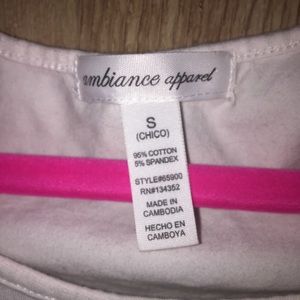 ambiance apparel
S
(CHICO)
95% COTTON
5% SPANDEX
STYLE#65900
RN#134352
MADE IN
CAMBODIA
HECHO EN
CAMBOYA